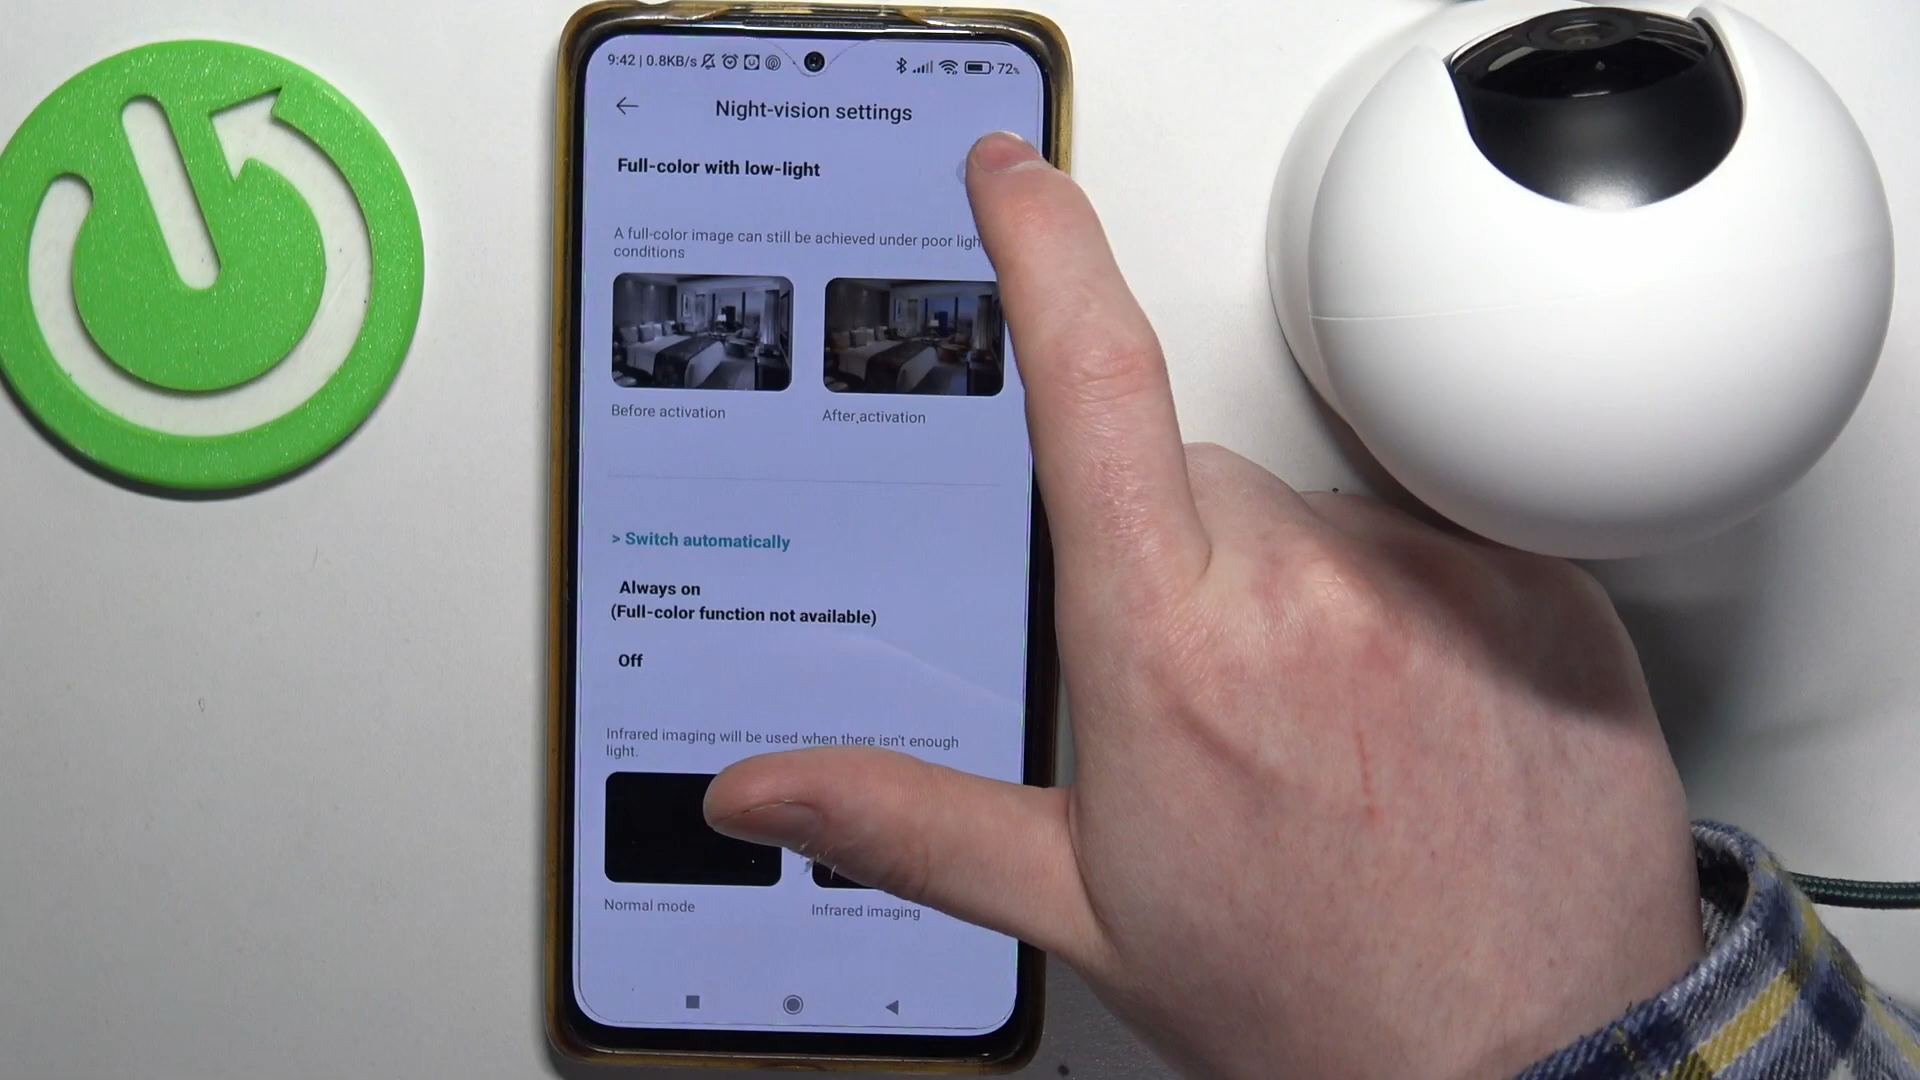 9:42 | 0.8KB/s 72%
Night-vision settings
Full-color with low-light
A full-color image can still be achieved under poor ligh
conditions
Before activation
After activation
> Switch automatically
Always on
(Full-color function not available)
Off
Infrared imaging will be used when there isn't enough
light.
Normal mode
Infrared imaging